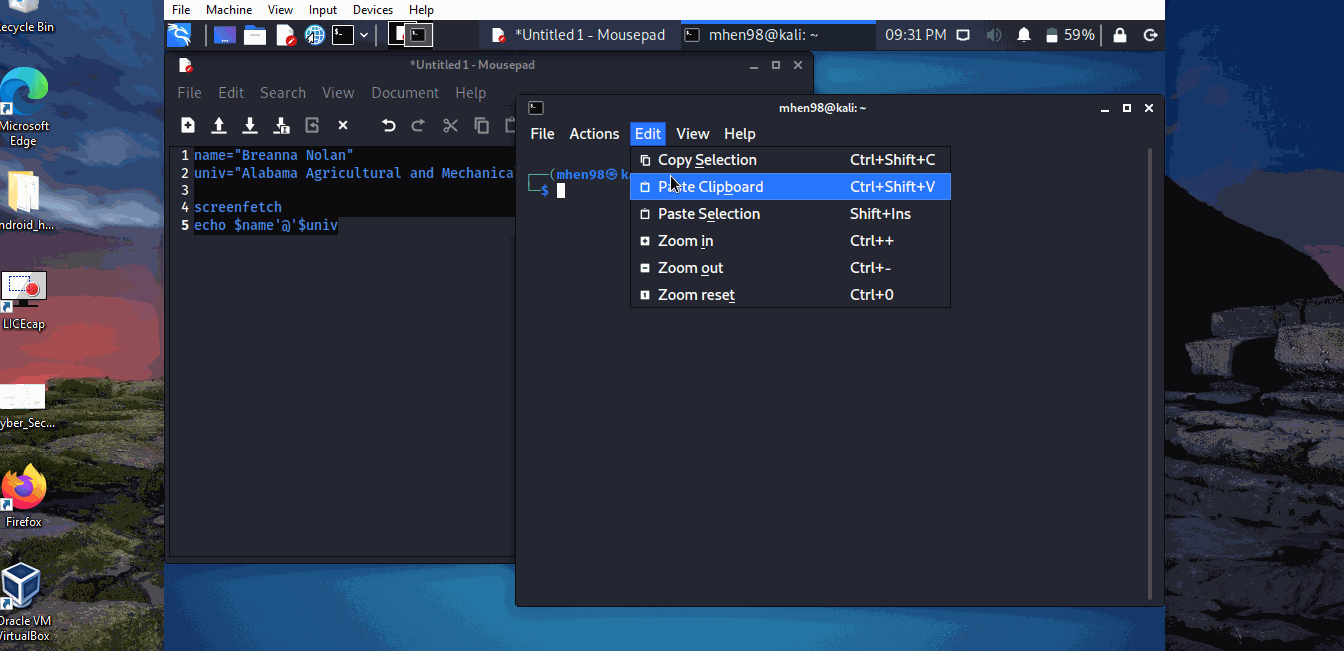 File Machine View Input Devices Help
*Untitled 1 - Mousepad
mhen98@kali: ~
09:31 PM
59%
*Untitled 1 - Mousepad
File Edit Search View Document Help
1 name="Breanna Nolan"
2 univ="Alabama Agricultural and Mechanica
3
4 screenfetch
5 echo $name'@'$univ
mhen98@kali: ~
File Actions Edit View Help
(mhen98㉿ka
$
Copy Selection Ctrl+Shift+C
Paste Clipboard Ctrl+Shift+V
Paste Selection Shift+Ins
Zoom in Ctrl++
Zoom out Ctrl+-
Zoom reset Ctrl+0
ecycle Bin
Microsoft
Edge
ndroid_h...
LICEcap
yber_Sec...
Firefox
Oracle VM
VirtualBox